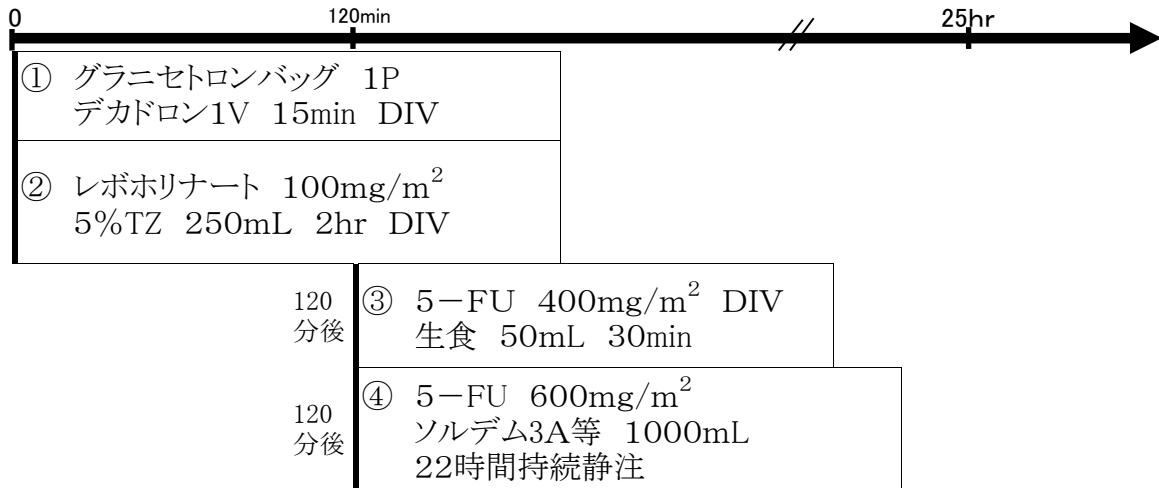 0 120min 25hr
① グラニセトロンバッグ 1P
デカドロン1V 15min DIV
② レボホリナート 100mg/m²
5%TZ 250mL 2hr DIV
120
分後
③ 5-FU 400mg/m² DIV
生食 50mL 30min
120
分後
④ 5-FU 600mg/m²
ソルデム3A等 1000mL
22時間持続静注